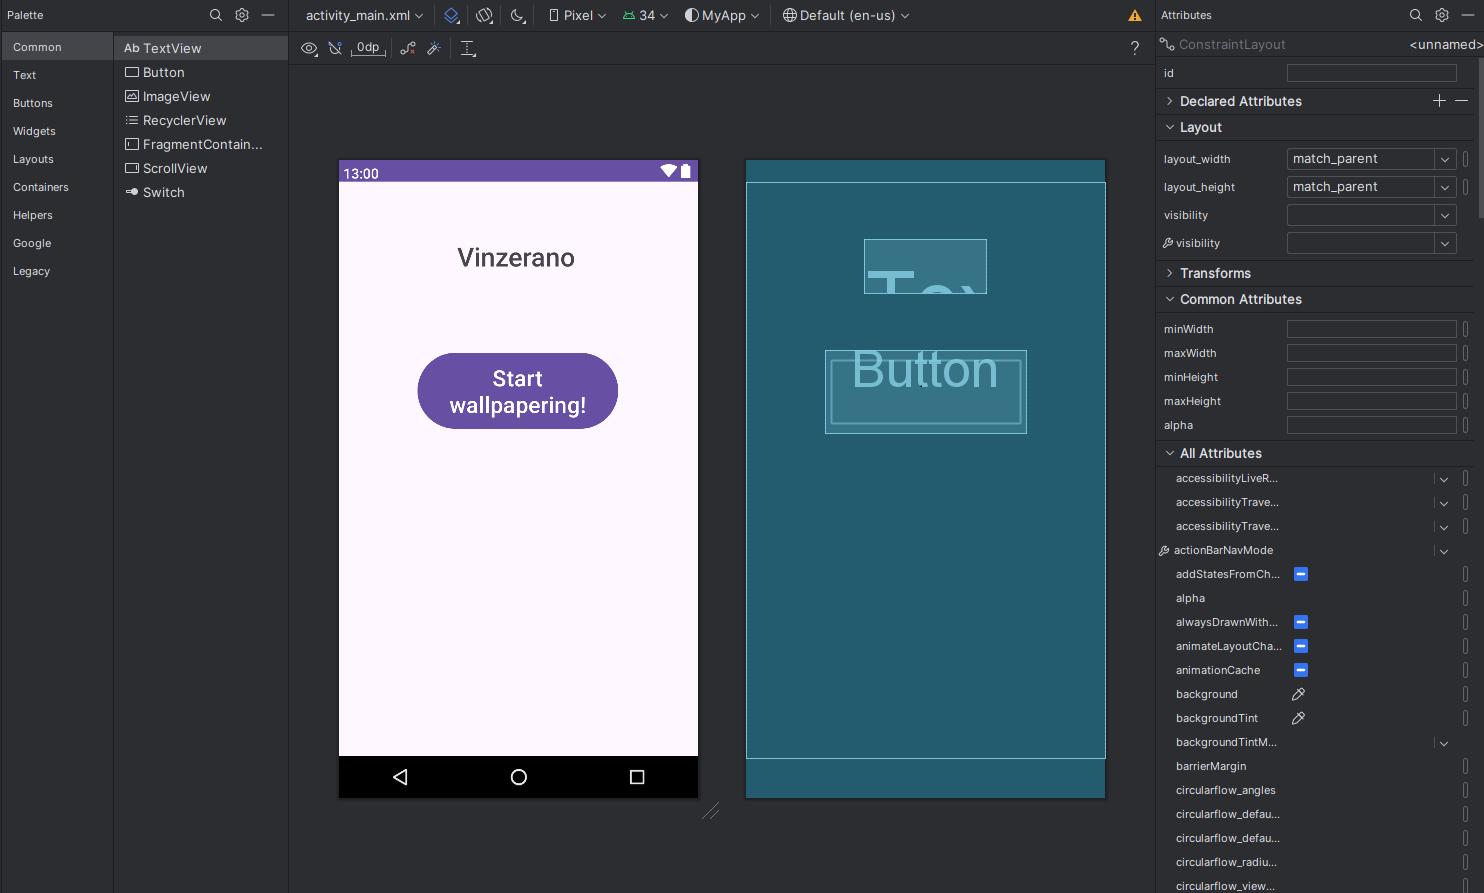 Palette
Common
Text
Buttons
Widgets
Layouts
Containers
Helpers
Google
Legacy
Ab TextView
Button
ImageView
RecyclerView
FragmentContain...
ScrollView
Switch
activity_main.xml
Pixel
34
MyApp
Default (en-us)
0dp
?
13:00
Vinzerano
Start
wallpapering!
Button
Attributes
ConstraintLayout
<unnamed>
id
Declared Attributes
Layout
layout_width
match_parent
layout_height
match_parent
visibility
visibility
Transforms
Common Attributes
minWidth
maxWidth
minHeight
maxHeight
alpha
All Attributes
accessibilityLiveR...
accessibilityTrave...
accessibilityTrave...
actionBarNavMode
addStatesFromCh...
alpha
alwaysDrawnWith...
animateLayoutCha...
animationCache
background
backgroundTint
backgroundTintM...
barrierMargin
circularflow_angles
circularflow_defau...
circularflow_defau...
circularflow_radiu...
circularflow_view...